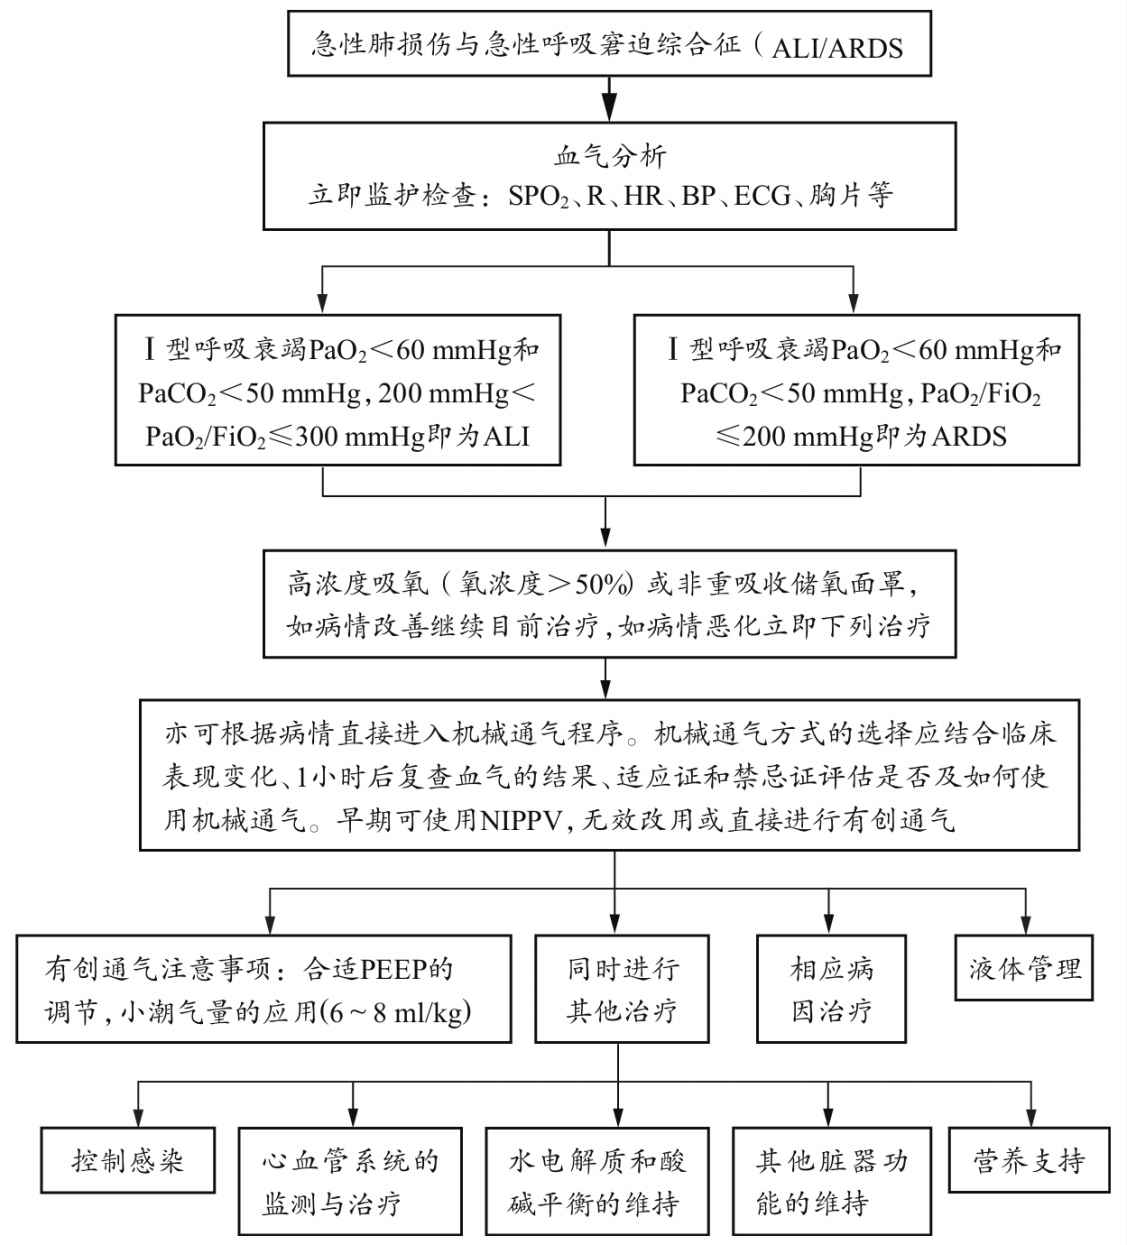 急性肺损伤与急性呼吸窘迫综合征（ALI/ARDS
血气分析
立即监护检查：SPO₂、R、HR、BP、ECG、胸片等
Ⅰ型呼吸衰竭PaO₂＜60 mmHg和
PaCO₂＜50 mmHg，200 mmHg＜
PaO₂/FiO₂≤300 mmHg即为ALI
Ⅰ型呼吸衰竭PaO₂＜60 mmHg和
PaCO₂＜50 mmHg，PaO₂/FiO₂
≤200 mmHg即为ARDS
高浓度吸氧（氧浓度＞50%）或非重吸收储氧面罩，
如病情改善继续目前治疗，如病情恶化立即下列治疗
亦可根据病情直接进入机械通气程序。机械通气方式的选择应结合临床
表现变化、1小时后复查血气的结果、适应证和禁忌证评估是否及如何使
用机械通气。早期可使用NIPPV，无效改用或直接进行有创通气
有创通气注意事项：合适PEEP的
调节，小潮气量的应用(6～8 ml/kg)
同时进行
其他治疗
相应病
因治疗
液体管理
控制感染
心血管系统的
监测与治疗
水电解质和酸
碱平衡的维持
其他脏器功
能的维持
营养支持